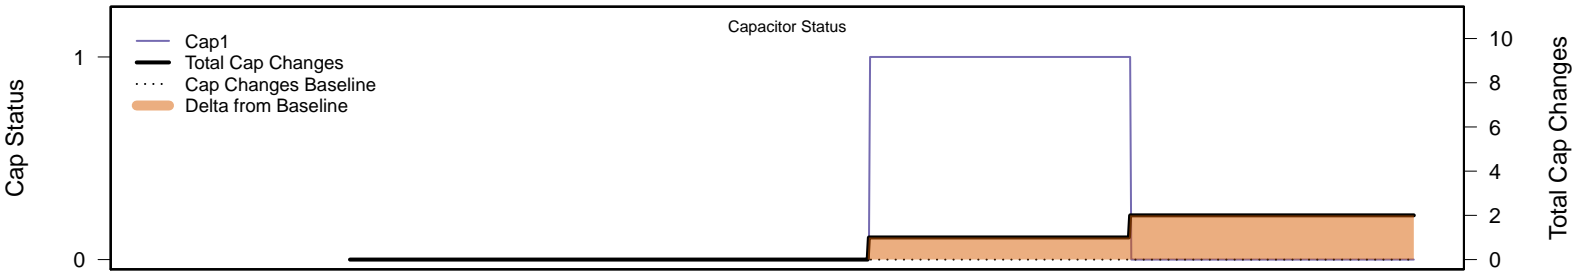 Capacitor Status
Cap1
Total Cap Changes
Cap Changes Baseline
Delta from Baseline
Cap Status
1
0
10
8
6
4
2
0
Total Cap Changes